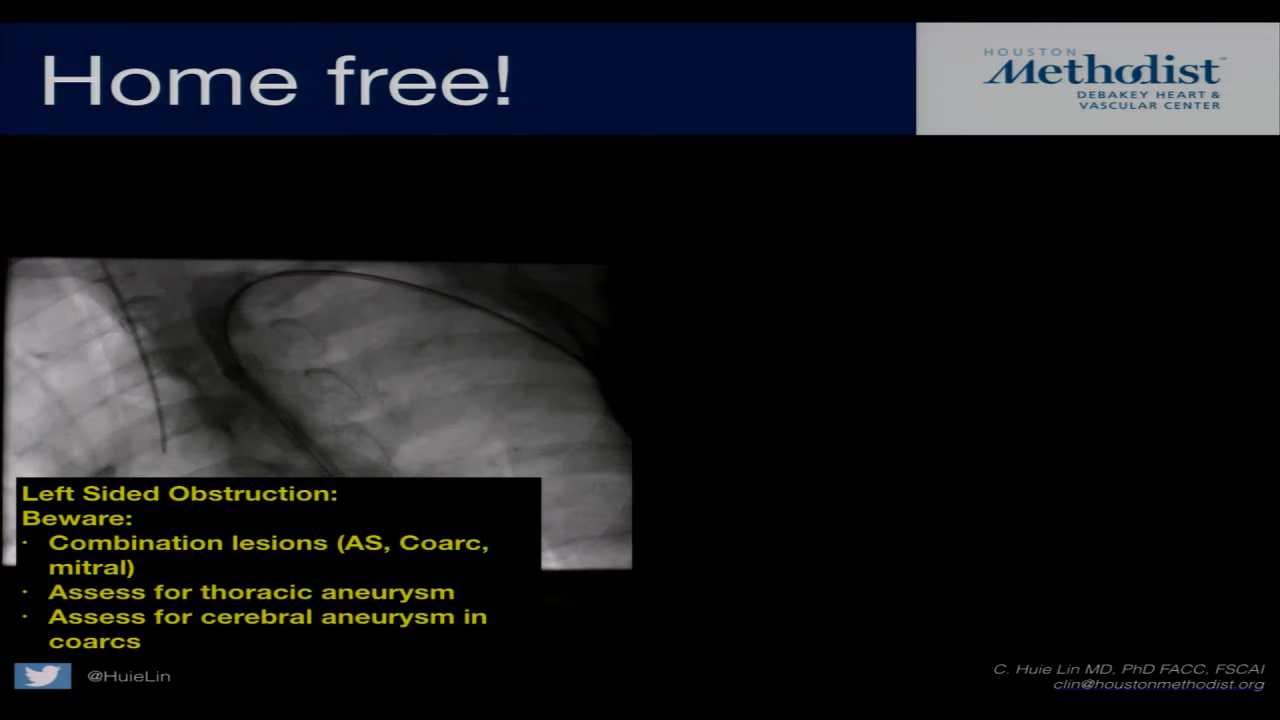 Home free!
HOUSTON
Methodist
DEBAKEY HEART &
VASCULAR CENTER
Left Sided Obstruction:
Beware:
· Combination lesions (AS, Coarc,
mitral)
· Assess for thoracic aneurysm
· Assess for cerebral aneurysm in
coarcs
@HuieLin
C. Huie Lin MD, PhD FACC, FSCAI
clin@houstonmethodist.org